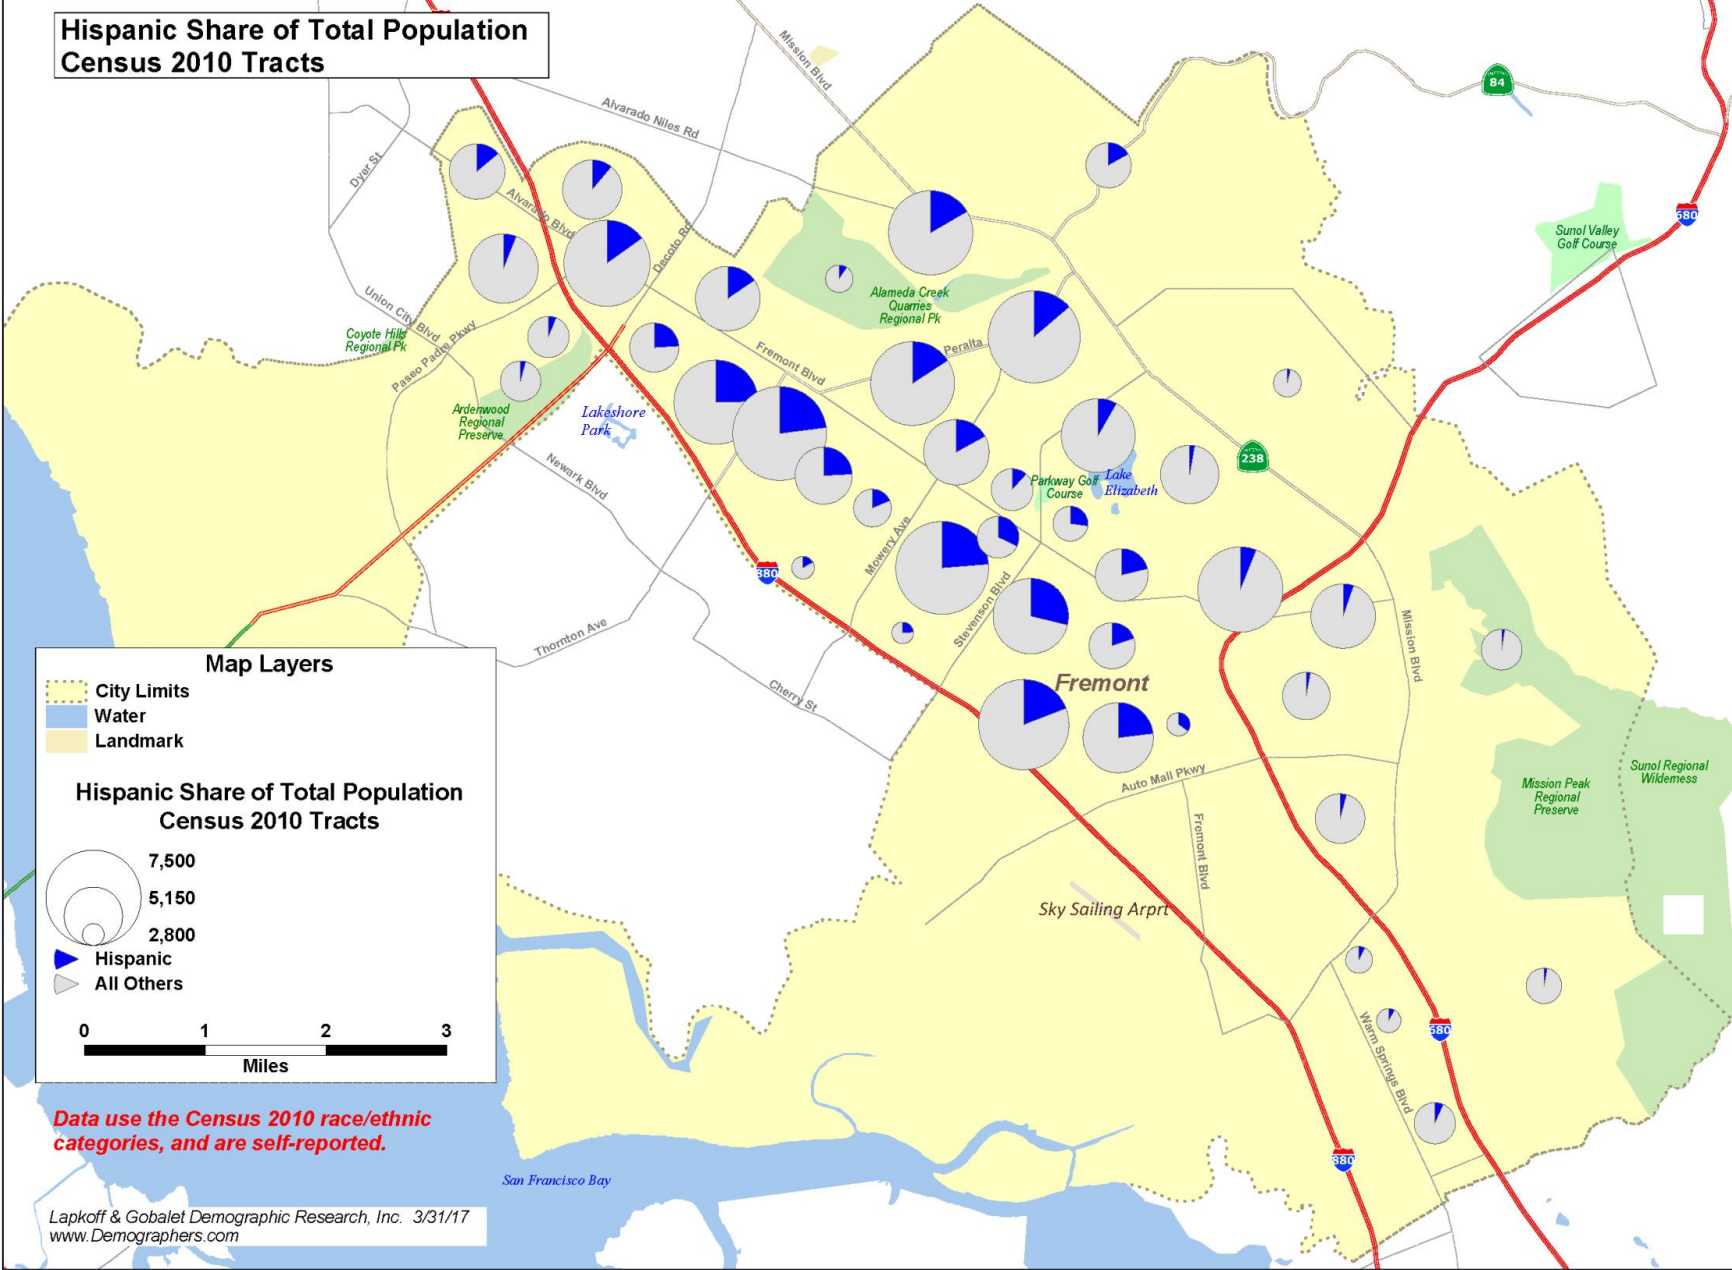 Hispanic Share of Total Population
Census 2010 Tracts
Mission Blvd
84
Alvarado Niles Rd
Dyer St
Alvarado Blvd
Decoto Rd
680
Sunol Valley
Golf Course
Alameda Creek
Quarries
Regional Pk
Union City Blvd
Coyote Hills
Regional Pk
Paseo Padre Pkwy
Peralta
Fremont Blvd
Ardenwood
Regional
Preserve
Lakeshore
Park
238
Newark Blvd
Parkway Golf
Course
Lake
Elizabeth
Mowery Ave
880
Stevenson Blvd
Thornton Ave
Mission Blvd
Fremont
Cherry St
Auto Mall Pkwy
Sunol Regional
Wilderness
Mission Peak
Regional
Preserve
Fremont Blvd
Sky Sailing Arprt
Warm Springs Blvd
680
880
Map Layers
City Limits
Water
Landmark
Hispanic Share of Total Population
Census 2010 Tracts
7,500
5,150
2,800
Hispanic
All Others
0 1 2 3
Miles
Data use the Census 2010 race/ethnic
categories, and are self-reported.
San Francisco Bay
Lapkoff & Gobalet Demographic Research, Inc. 3/31/17
www.Demographers.com